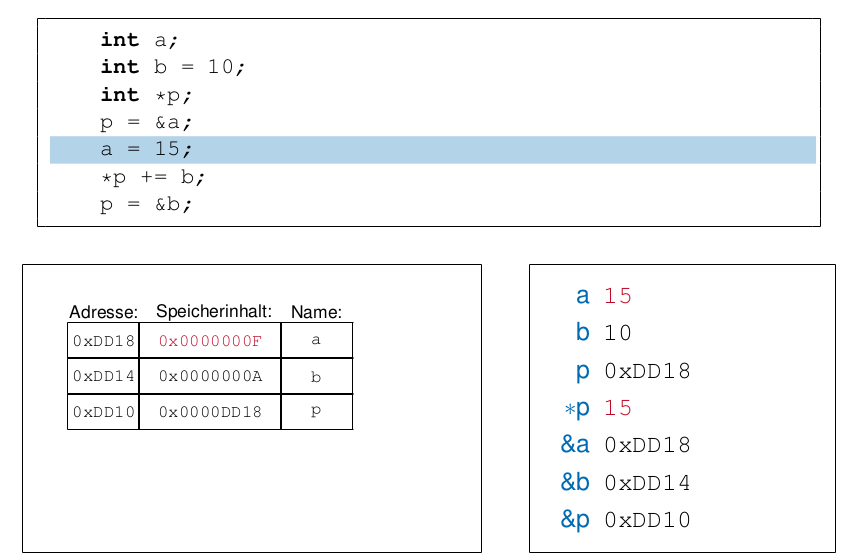 int a;
int b = 10;
int *p;
p = &a;
a = 15;
*p += b;
p = &b;
Adresse: Speicherinhalt: Name:
0xDD18 0x0000000F a
0xDD14 0x0000000A b
0xDD10 0x0000DD18 p
a 15
b 10
p 0xDD18
*p 15
&a 0xDD18
&b 0xDD14
&p 0xDD10